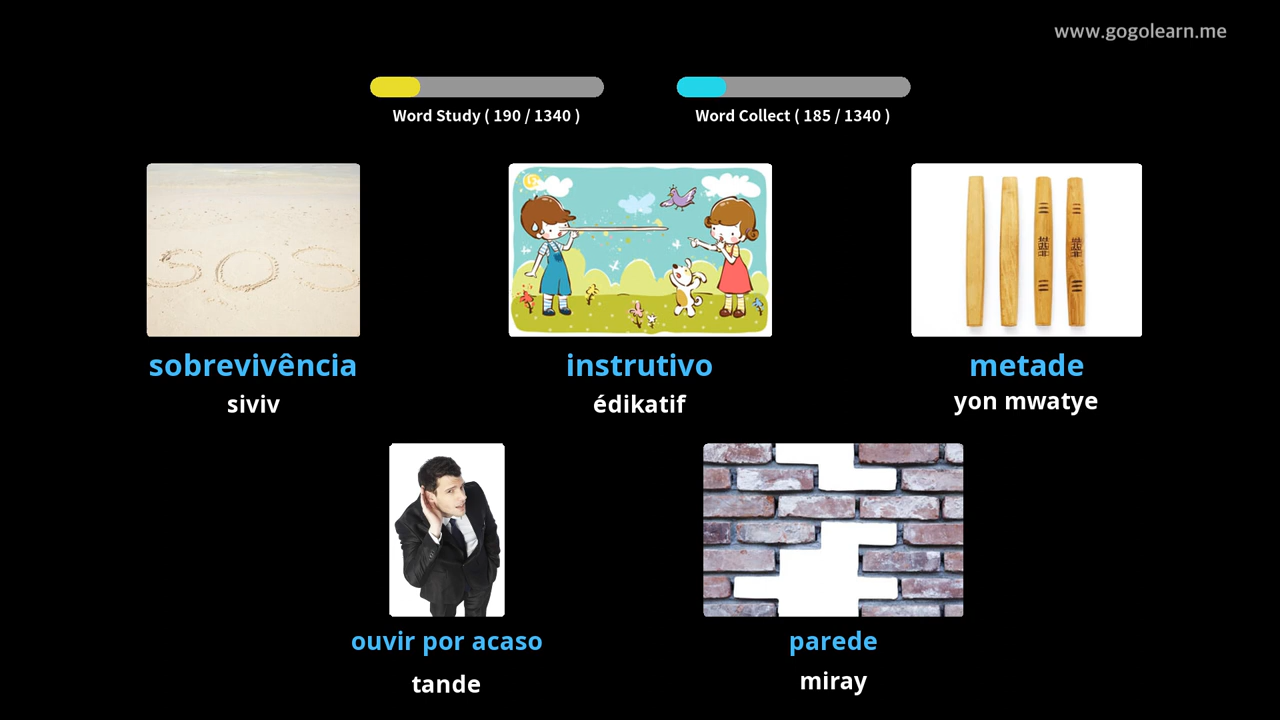 www.gogolearn.me
Word Study ( 190 / 1340 )
Word Collect ( 185 / 1340 )
SOS
sobrevivência
siviv
instrutivo
édikatif
metade
yon mwatye
ouvir por acaso
tande
parede
miray